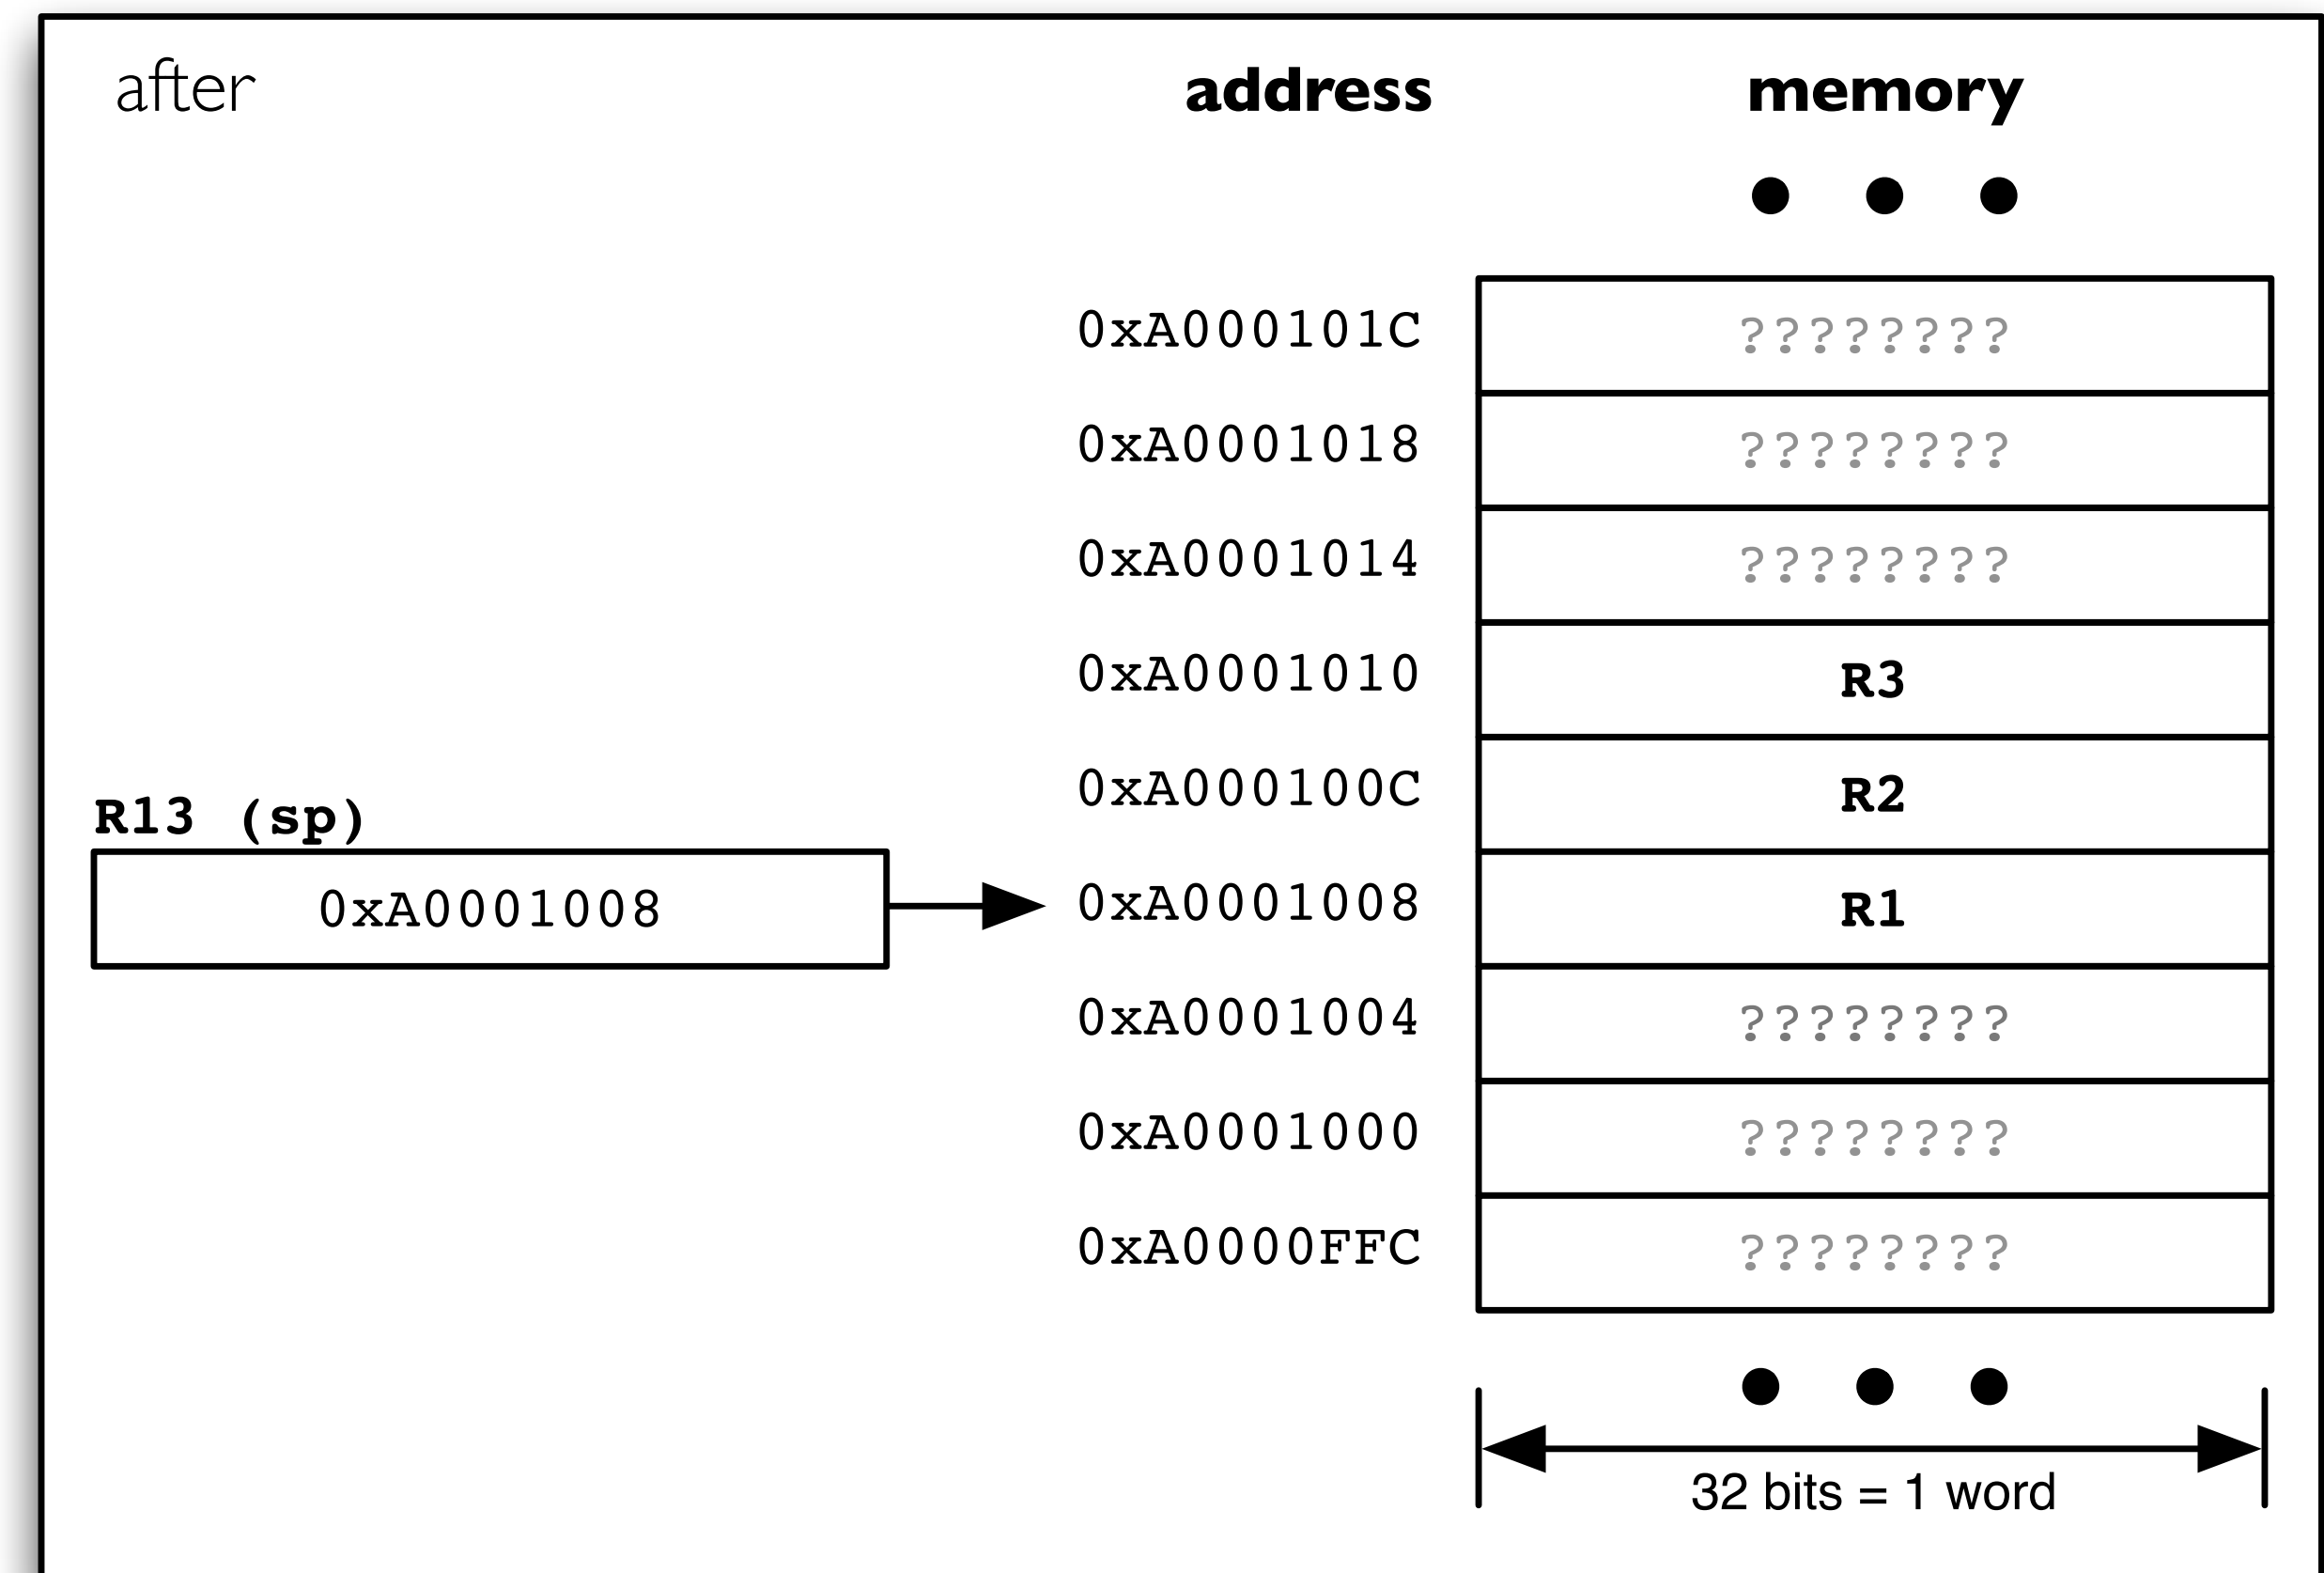 after address memory
0xA000101C ????????
0xA0001018 ????????
0xA0001014 ????????
0xA0001010 R3
0xA000100C R2
R13 (sp)
0xA0001008 0xA0001008 R1
0xA0001004 ????????
0xA0001000 ????????
0xA0000FFC ????????
32 bits = 1 word